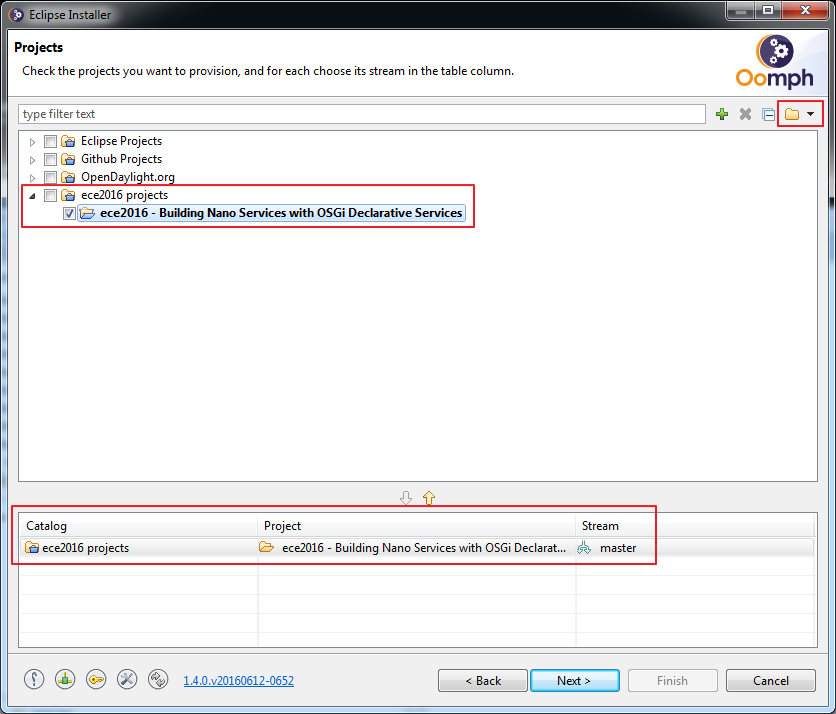 Eclipse Installer
Projects
Check the projects you want to provision, and for each choose its stream in the table column.
Oomph
type filter text
Eclipse Projects
Github Projects
OpenDaylight.org
ece2016 projects
ece2016 - Building Nano Services with OSGi Declarative Services
Catalog Project Stream
ece2016 projects ece2016 - Building Nano Services with OSGi Declarat... master
1.4.0.v20160612-0652 < Back Next > Finish Cancel